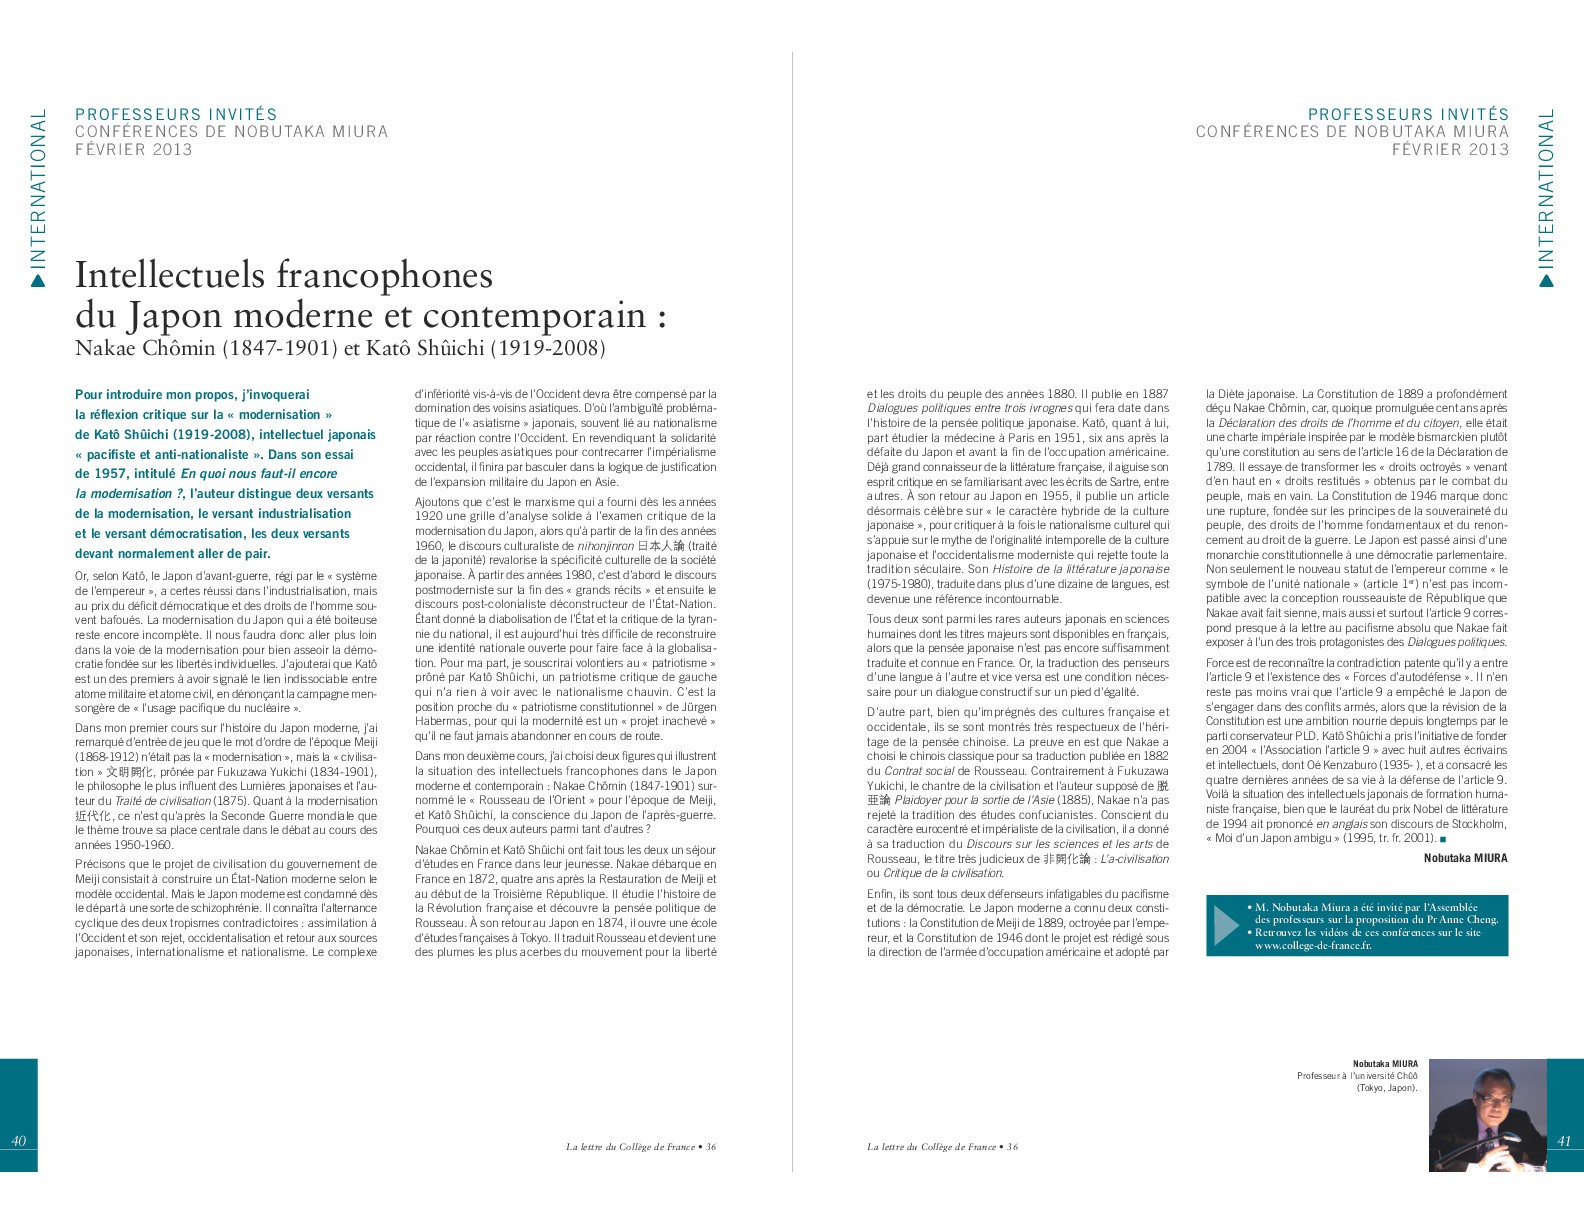 INTERNATIONAL
PROFESSEURS INVITÉS
CONFÉRENCES DE NOBUTAKA MIURA
FÉVRIER 2013
Intellectuels francophones
du Japon moderne et contemporain :
Nakae Chômin (1847-1901) et Katô Shûichi (1919-2008)
Pour introduire mon propos, j’invoquerai
la réflexion critique sur la « modernisation »
de Katô Shûichi (1919-2008), intellectuel japonais
« pacifiste et anti-nationaliste ». Dans son essai
de 1957, intitulé En quoi nous faut-il encore
la modernisation ?, l’auteur distingue deux versants
de la modernisation, le versant industrialisation
et le versant démocratisation, les deux versants
devant normalement aller de pair.
Or, selon Katô, le Japon d’avant-guerre, régi par le « système
de l’empereur », a certes réussi dans l’industrialisation, mais
au prix du déficit démocratique et des droits de l’homme sou-
vent bafoués. La modernisation du Japon qui a été boiteuse
reste encore incomplète. Il nous faudra donc aller plus loin
dans la voie de la modernisation pour bien asseoir la démo-
cratie fondée sur les libertés individuelles. J’ajouterai que Katô
est un des premiers à avoir signalé le lien indissociable entre
atome militaire et atome civil, en dénonçant la campagne men-
songère de « l’usage pacifique du nucléaire ».
Dans mon premier cours sur l’histoire du Japon moderne, j’ai
remarqué d’entrée de jeu que le mot d’ordre de l’époque Meiji
(1868-1912) n’était pas la « modernisation », mais la « civilisa-
tion » 文明開化, prônée par Fukuzawa Yukichi (1834-1901),
le philosophe le plus influent des Lumières japonaises et l’au-
teur du Traité de civilisation (1875). Quant à la modernisation
近代化, ce n’est qu’après la Seconde Guerre mondiale que
le thème trouve sa place centrale dans le débat au cours des
années 1950-1960.
Précisons que le projet de civilisation du gouvernement de
Meiji consistait à construire un État-Nation moderne selon le
modèle occidental. Mais le Japon moderne est condamné dès
le départ à une sorte de schizophrénie. Il connaîtra l’alternance
cyclique des deux tropismes contradictoires : assimilation à
l’Occident et son rejet, occidentalisation et retour aux sources
japonaises, internationalisme et nationalisme. Le complexe
d’infériorité vis-à-vis de l’Occident devra être compensé par la
domination des voisins asiatiques. D’où l’ambiguïté probléma-
tique de l’« asiatisme » japonais, souvent lié au nationalisme
par réaction contre l’Occident. En revendiquant la solidarité
avec les peuples asiatiques pour contrecarrer l’impérialisme
occidental, il finira par basculer dans la logique de justification
de l’expansion militaire du Japon en Asie.
Ajoutons que c’est le marxisme qui a fourni dès les années
1920 une grille d’analyse solide à l’examen critique de la
modernisation du Japon, alors qu’à partir de la fin des années
1960, le discours culturaliste de nihonjinron 日本人論 (traité
de la japonité) revalorise la spécificité culturelle de la société
japonaise. À partir des années 1980, c’est d’abord le discours
postmoderniste sur la fin des « grands récits » et ensuite le
discours post-colonialiste déconstructeur de l’État-Nation.
Étant donné la diabolisation de l’État et la critique de la tyran-
nie du national, il est aujourd’hui très difficile de reconstruire
une identité nationale ouverte pour faire face à la globalisa-
tion. Pour ma part, je souscrirai volontiers au « patriotisme »
prôné par Katô Shûichi, un patriotisme critique de gauche
qui n’a rien à voir avec le nationalisme chauvin. C’est la
position proche du « patriotisme constitutionnel » de Jürgen
Habermas, pour qui la modernité est un « projet inachevé »
qu’il ne faut jamais abandonner en cours de route.
Dans mon deuxième cours, j’ai choisi deux figures qui illustrent
la situation des intellectuels francophones dans le Japon
moderne et contemporain : Nakae Chômin (1847-1901) sur-
nommé le « Rousseau de l’Orient » pour l’époque de Meiji,
et Katô Shûichi, la conscience du Japon de l’après-guerre.
Pourquoi ces deux auteurs parmi tant d’autres ?
Nakae Chômin et Katô Shûichi ont fait tous les deux un séjour
d’études en France dans leur jeunesse. Nakae débarque en
France en 1872, quatre ans après la Restauration de Meiji et
au début de la Troisième République. Il étudie l’histoire de
la Révolution française et découvre la pensée politique de
Rousseau. À son retour au Japon en 1874, il ouvre une école
d’études françaises à Tokyo. Il traduit Rousseau et devient une
des plumes les plus acerbes du mouvement pour la liberté
40
La lettre du Collège de France • 36
PROFESSEURS INVITÉS
CONFÉRENCES DE NOBUTAKA MIURA
FÉVRIER 2013
INTERNATIONAL
et les droits du peuple des années 1880. Il publie en 1887
Dialogues politiques entre trois ivrognes qui fera date dans
l’histoire de la pensée politique japonaise. Katô, quant à lui,
part étudier la médecine à Paris en 1951, six ans après la
défaite du Japon et avant la fin de l’occupation américaine.
Déjà grand connaisseur de la littérature française, il aiguise son
esprit critique en se familiarisant avec les écrits de Sartre, entre
autres. À son retour au Japon en 1955, il publie un article
désormais célèbre sur « le caractère hybride de la culture
japonaise », pour critiquer à la fois le nationalisme culturel qui
s’appuie sur le mythe de l’originalité intemporelle de la culture
japonaise et l’occidentalisme moderniste qui rejette toute la
tradition séculaire. Son Histoire de la littérature japonaise
(1975-1980), traduite dans plus d’une dizaine de langues, est
devenue une référence incontournable.
Tous deux sont parmi les rares auteurs japonais en sciences
humaines dont les titres majeurs sont disponibles en français,
alors que la pensée japonaise n’est pas encore suffisamment
traduite et connue en France. Or, la traduction des penseurs
d’une langue à l’autre et vice versa est une condition néces-
saire pour un dialogue constructif sur un pied d’égalité.
D’autre part, bien qu’imprégnés des cultures française et
occidentale, ils se sont montrés très respectueux de l’héri-
tage de la pensée chinoise. La preuve en est que Nakae a
choisi le chinois classique pour sa traduction publiée en 1882
du Contrat social de Rousseau. Contrairement à Fukuzawa
Yukichi, le chantre de la civilisation et l’auteur supposé de 脱
亜論 Plaidoyer pour la sortie de l’Asie (1885), Nakae n’a pas
rejeté la tradition des études confucianistes. Conscient du
caractère eurocentré et impérialiste de la civilisation, il a donné
à sa traduction du Discours sur les sciences et les arts de
Rousseau, le titre très judicieux de 非開化論 : L’a-civilisation
ou Critique de la civilisation.
Enfin, ils sont tous deux défenseurs infatigables du pacifisme
et de la démocratie. Le Japon moderne a connu deux consti-
tutions : la Constitution de Meiji de 1889, octroyée par l’empe-
reur, et la Constitution de 1946 dont le projet est rédigé sous
la direction de l’armée d’occupation américaine et adopté par
la Diète japonaise. La Constitution de 1889 a profondément
déçu Nakae Chômin, car, quoique promulguée cent ans après
la Déclaration des droits de l’homme et du citoyen, elle était
une charte impériale inspirée par le modèle bismarckien plutôt
qu’une constitution au sens de l’article 16 de la Déclaration de
1789. Il essaye de transformer les « droits octroyés » venant
d’en haut en « droits restitués » obtenus par le combat du
peuple, mais en vain. La Constitution de 1946 marque donc
une rupture, fondée sur les principes de la souveraineté du
peuple, des droits de l’homme fondamentaux et du renon-
cement au droit de la guerre. Le Japon est passé ainsi d’une
monarchie constitutionnelle à une démocratie parlementaire.
Non seulement le nouveau statut de l’empereur comme « le
symbole de l’unité nationale » (article 1er) n’est pas incom-
patible avec la conception rousseauiste de République que
Nakae avait fait sienne, mais aussi et surtout l’article 9 corres-
pond presque à la lettre au pacifisme absolu que Nakae fait
exposer à l’un des trois protagonistes des Dialogues politiques.
Force est de reconnaître la contradiction patente qu’il y a entre
l’article 9 et l’existence des « Forces d’autodéfense ». Il n’en
reste pas moins vrai que l’article 9 a empêché le Japon de
s’engager dans des conflits armés, alors que la révision de la
Constitution est une ambition nourrie depuis longtemps par le
parti conservateur PLD. Katô Shûichi a pris l’initiative de fonder
en 2004 « l’Association l’article 9 » avec huit autres écrivains
et intellectuels, dont Oé Kenzaburo (1935- ), et a consacré les
quatre dernières années de sa vie à la défense de l’article 9.
Voilà la situation des intellectuels japonais de formation huma-
niste française, bien que le lauréat du prix Nobel de littérature
de 1994 ait prononcé en anglais son discours de Stockholm,
« Moi d’un Japon ambigu » (1995, tr. fr. 2001). ■
Nobutaka MIURA
• M. Nobutaka Miura a été invité par l’Assemblée
des professeurs sur la proposition du Pr Anne Cheng.
• Retrouvez les vidéos de ces conférences sur le site
www.college-de-france.fr.
Nobutaka MIURA
Professeur à l’université Chûô
(Tokyo, Japon).
La lettre du Collège de France • 36
41